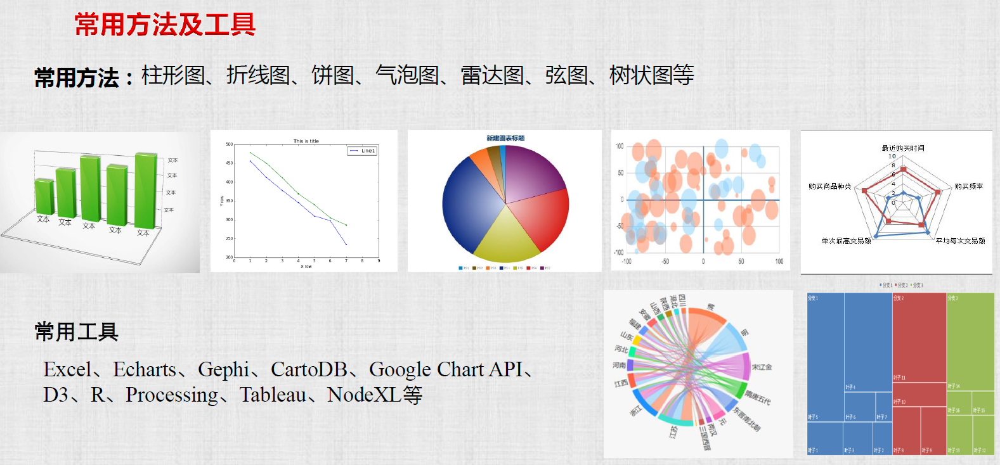 常用方法及工具
常用方法：柱形图、折线图、饼图、气泡图、雷达图、弦图、树状图等
文本
文本
文本
文本
文本
文本
文本
文本
文本
This is title
Line1
500
450
400
350
300
250
200
Y row
0 1 2 3 4 5 6 7 8 9
X row
新建图表标题
PS1 PS2 PS3 PS4 PS5 PS6 PS7
100
50
0
-50
-100
-100 -50 0 50 100
最近购买时间
10
8
6
4
2
0
购买商品种类
购买频率
单次最高交易额
平均每次交易额
常用工具
Excel、Echarts、Gephi、CartoDB、Google Chart API、
D3、R、Processing、Tableau、NodeXL等
四川
湖北
陕西
山西
安徽
福建
山东
河北
河南
江西
浙江
江苏
清
明
宋辽金
隋唐五代
东晋南北朝
元
两汉
三国西晋
分支1 分支2 分支3
分支1
分支2
分支3
叶子5
叶子4
叶子6
叶子7
叶子1
叶子3
叶子2
叶子11
叶子10
叶子8
叶子9
叶子14
叶子16
叶子15
叶子13
叶子12